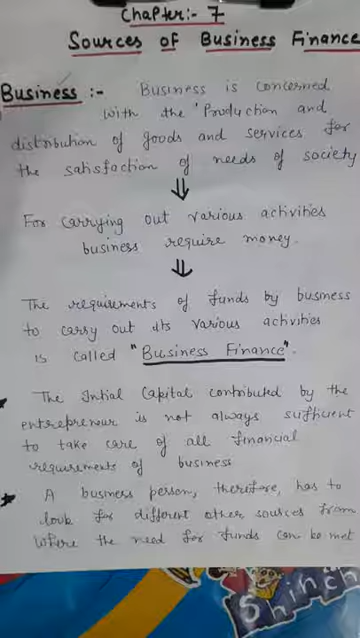 Chapter:- 7
Sources of Business Finance
Business :- Business is concerned
with the 'Production and
distribution of goods and services for
the satisfaction of needs of society
⇓
For carrying out various activities
business require money.
⇓
The requirements of funds by business
to carry out its various activities
is called "Business Finance".
★ The Intial Capital contributed by the
entrepreneur is not always sufficient
to take care of all financial
requirements of business
★ A business person, therefore, has to
look for different other sources from
where the need for funds can be met
Shinch